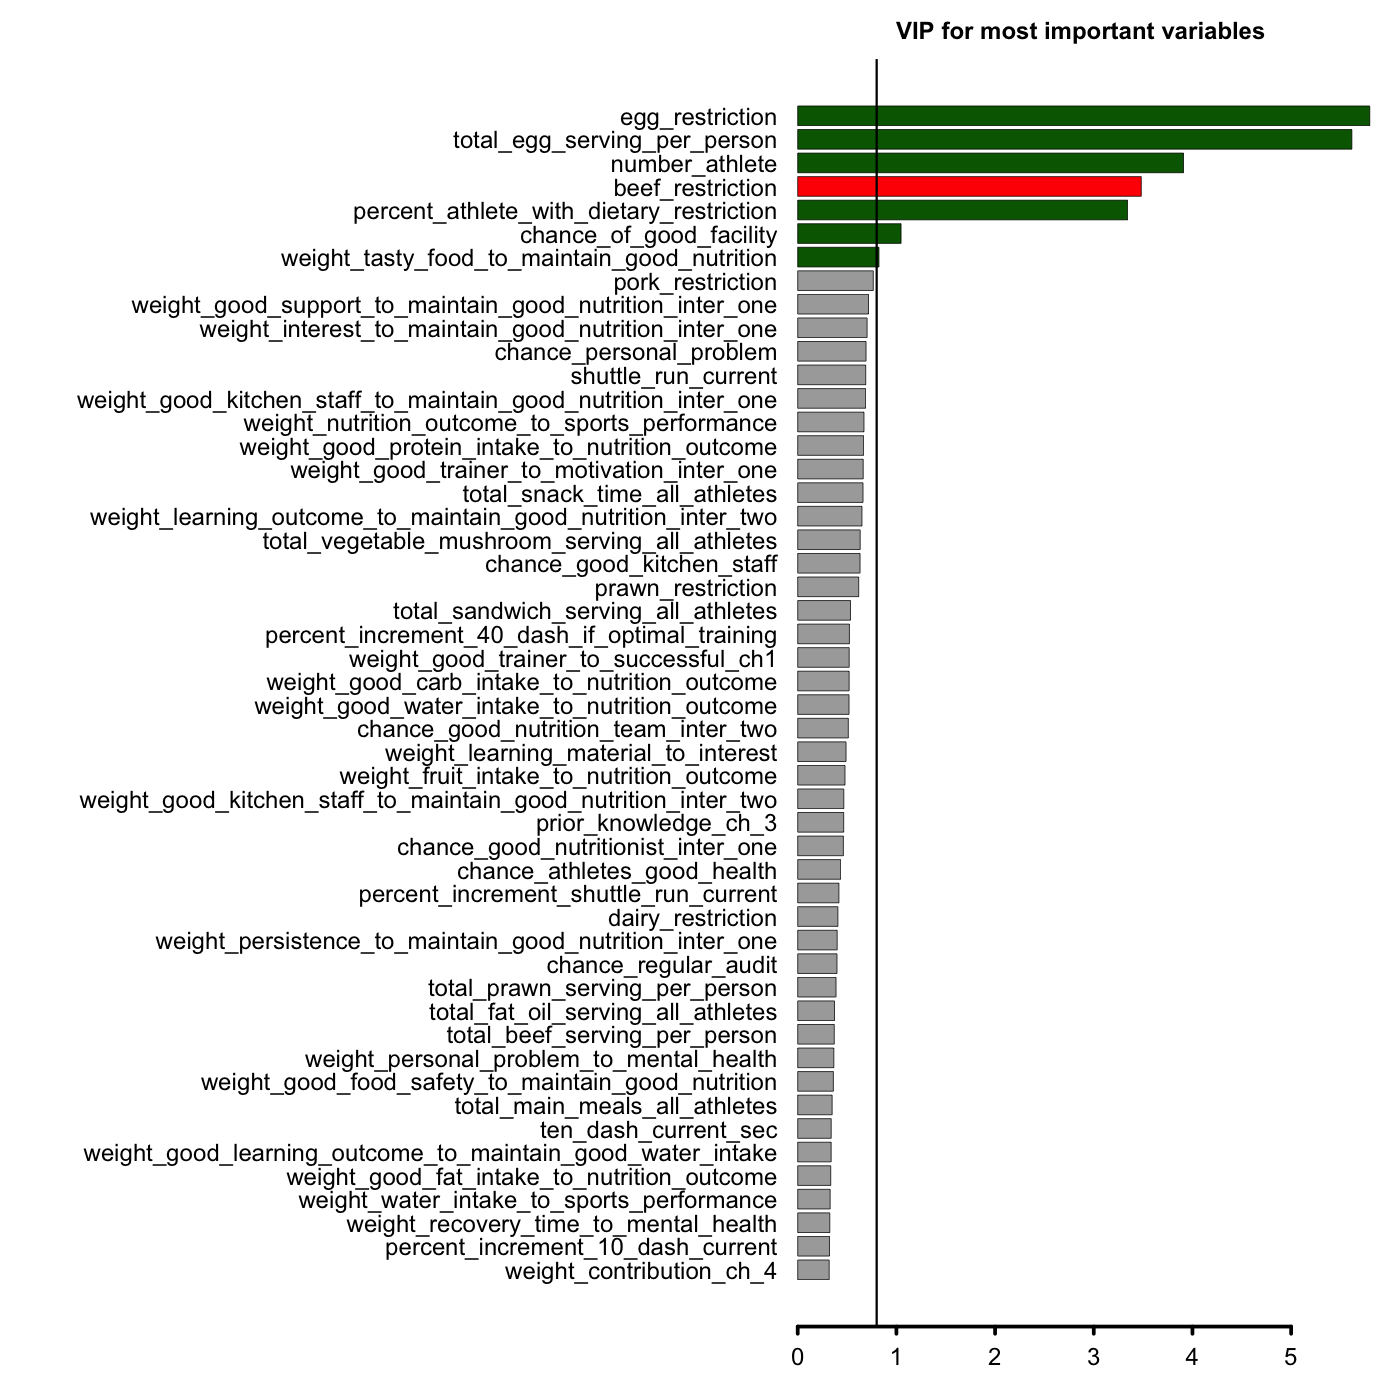 VIP for most important variables
egg_restriction
total_egg_serving_per_person
number_athlete
beef_restriction
percent_athlete_with_dietary_restriction
chance_of_good_facility
weight_tasty_food_to_maintain_good_nutrition
pork_restriction
weight_good_support_to_maintain_good_nutrition_inter_one
weight_interest_to_maintain_good_nutrition_inter_one
chance_personal_problem
shuttle_run_current
weight_good_kitchen_staff_to_maintain_good_nutrition_inter_one
weight_nutrition_outcome_to_sports_performance
weight_good_protein_intake_to_nutrition_outcome
weight_good_trainer_to_motivation_inter_one
total_snack_time_all_athletes
weight_learning_outcome_to_maintain_good_nutrition_inter_two
total_vegetable_mushroom_serving_all_athletes
chance_good_kitchen_staff
prawn_restriction
total_sandwich_serving_all_athletes
percent_increment_40_dash_if_optimal_training
weight_good_trainer_to_successful_ch1
weight_good_carb_intake_to_nutrition_outcome
weight_good_water_intake_to_nutrition_outcome
chance_good_nutrition_team_inter_two
weight_learning_material_to_interest
weight_fruit_intake_to_nutrition_outcome
weight_good_kitchen_staff_to_maintain_good_nutrition_inter_two
prior_knowledge_ch_3
chance_good_nutritionist_inter_one
chance_athletes_good_health
percent_increment_shuttle_run_current
dairy_restriction
weight_persistence_to_maintain_good_nutrition_inter_one
chance_regular_audit
total_prawn_serving_per_person
total_fat_oil_serving_all_athletes
total_beef_serving_per_person
weight_personal_problem_to_mental_health
weight_good_food_safety_to_maintain_good_nutrition
total_main_meals_all_athletes
ten_dash_current_sec
weight_good_learning_outcome_to_maintain_good_water_intake
weight_good_fat_intake_to_nutrition_outcome
weight_water_intake_to_sports_performance
weight_recovery_time_to_mental_health
percent_increment_10_dash_current
weight_contribution_ch_4
0 1 2 3 4 5